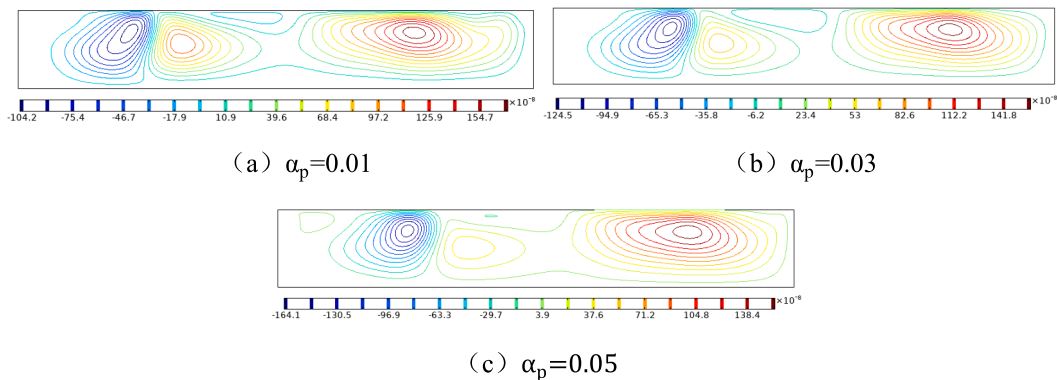 ×10⁻⁸
-104.2 -75.4 -46.7 -17.9 10.9 39.6 68.4 97.2 125.9 154.7
(a) αₚ=0.01
×10⁻⁸
-124.5 -94.9 -65.3 -35.8 -6.2 23.4 53 82.6 112.2 141.8
(b) αₚ=0.03
×10⁻⁸
-164.1 -130.5 -96.9 -63.3 -29.7 3.9 37.6 71.2 104.8 138.4
(c) αₚ=0.05